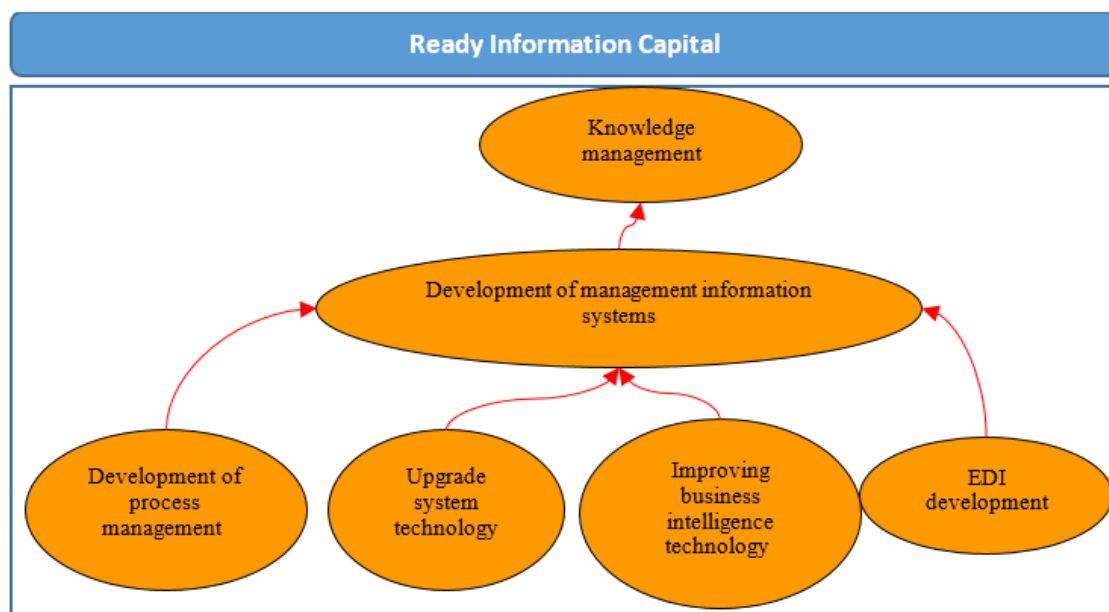 Ready Information Capital
Knowledge
management
Development of management information
systems
Development of
process
management
Upgrade
system
technology
Improving
business
intelligence
technology
EDI
development